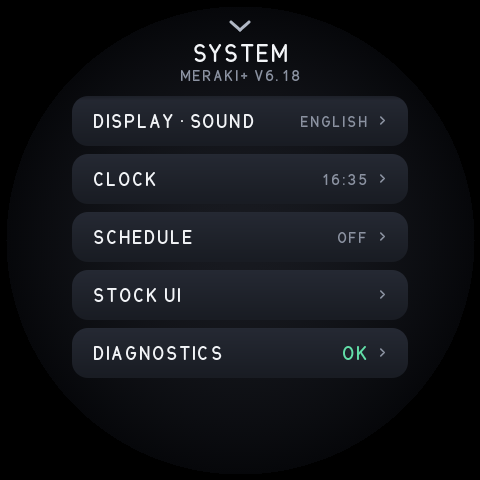 SYSTEM
MERAKI+ V6.18
DISPLAY · SOUND ENGLISH >
CLOCK 16:35 >
SCHEDULE OFF >
STOCK UI >
DIAGNOSTICS OK >